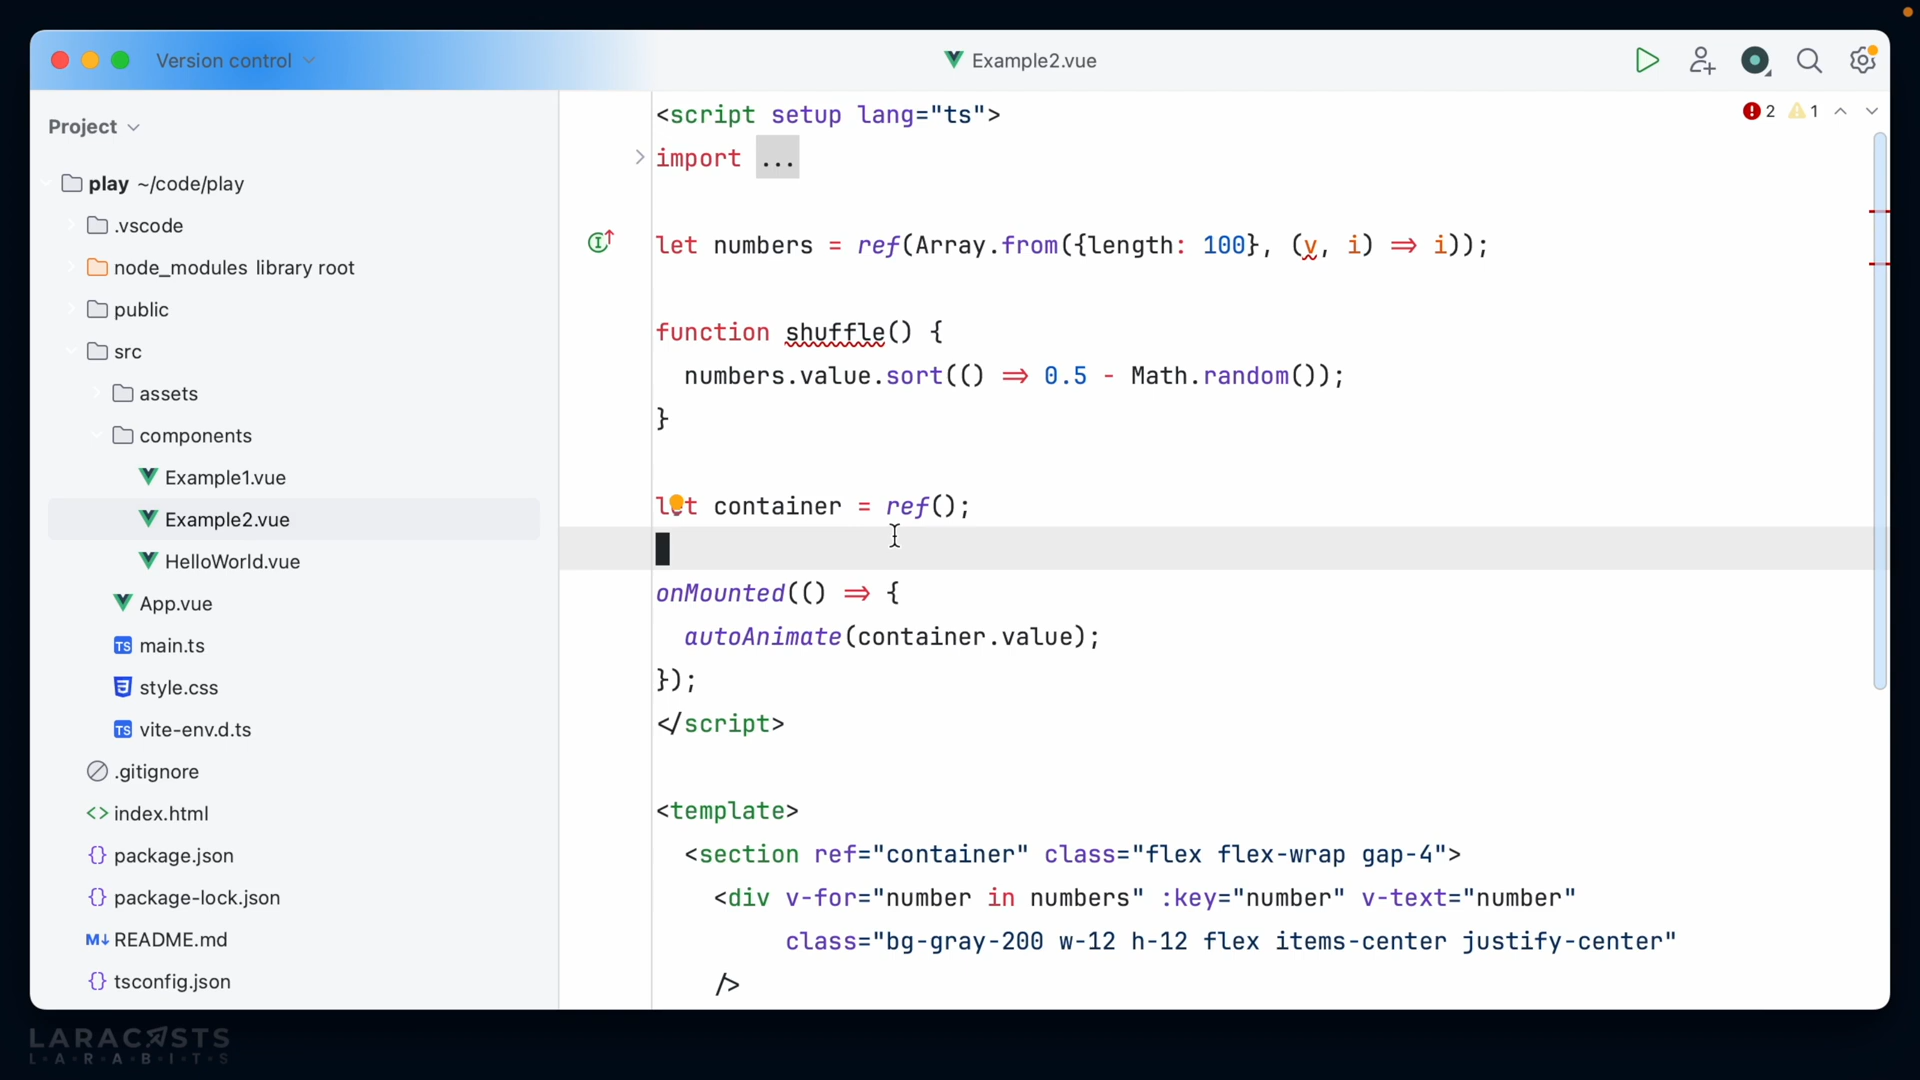 Version control
Example2.vue
Project
play ~/code/play
.vscode
node_modules library root
public
src
assets
components
Example1.vue
Example2.vue
HelloWorld.vue
App.vue
TS main.ts
style.css
TS vite-env.d.ts
.gitignore
<> index.html
{} package.json
{} package-lock.json
M↓ README.md
{} tsconfig.json
2 1
<script setup lang="ts">
import ...
let numbers = ref(Array.from({length: 100}, (v, i) => i));
function shuffle() {
numbers.value.sort(() => 0.5 - Math.random());
}
let container = ref();
onMounted(() => {
autoAnimate(container.value);
});
</script>
<template>
<section ref="container" class="flex flex-wrap gap-4">
<div v-for="number in numbers" :key="number" v-text="number"
class="bg-gray-200 w-12 h-12 flex items-center justify-center"
/>
LARACASTS
L·A·R·A·B·I·T·S